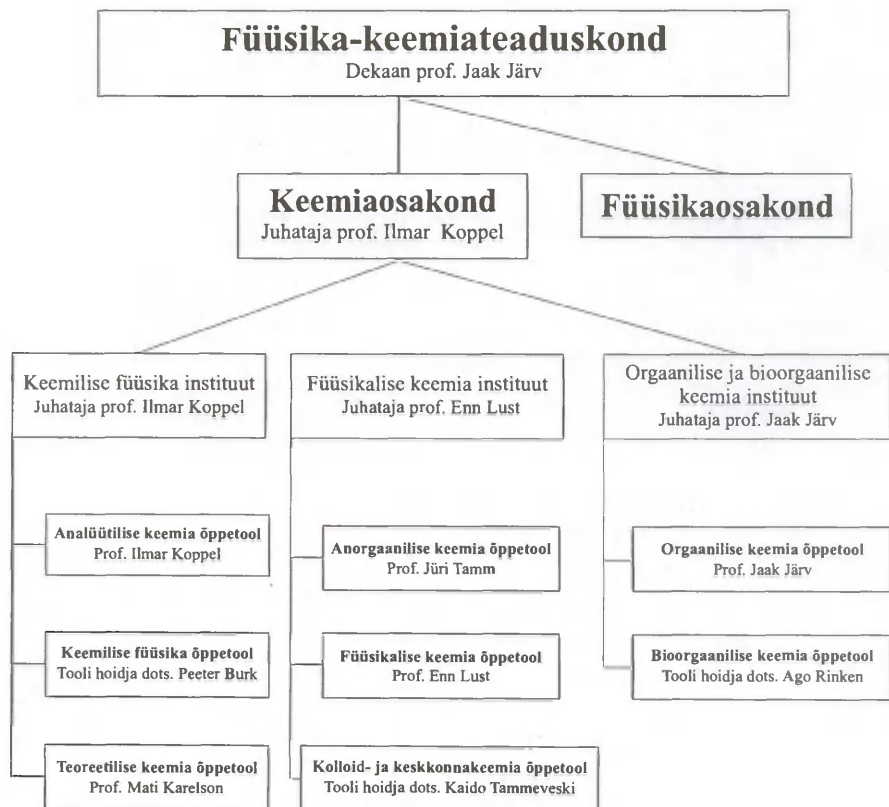 Füüsika-keemiateaduskond
Dekaan prof. Jaak Järv
Keemiaosakond
Juhataja prof. Ilmar Koppel
Füüsikaosakond
Keemilise füüsika instituut
Juhataja prof. Ilmar Koppel
Füüsikalise keemia instituut
Juhataja prof. Enn Lust
Orgaanilise ja bioorgaanilise
keemia instituut
Juhataja prof. Jaak Järv
Analüütilise keemia õppetool
Prof. Ilmar Koppel
Anorgaanilise keemia õppetool
Prof. Jüri Tamm
Orgaanilise keemia õppetool
Prof. Jaak Järv
Keemilise füüsika õppetool
Tooli hoidja dots. Peeter Burk
Füüsikalise keemia õppetool
Prof. Enn Lust
Bioorgaanilise keemia õppetool
Tooli hoidja dots. Ago Rinken
Teoreetilise keemia õppetool
Prof. Mati Karelson
Kolloid- ja keskkonnakeemia õppetool
Tooli hoidja dots. Kaido Tammeveski